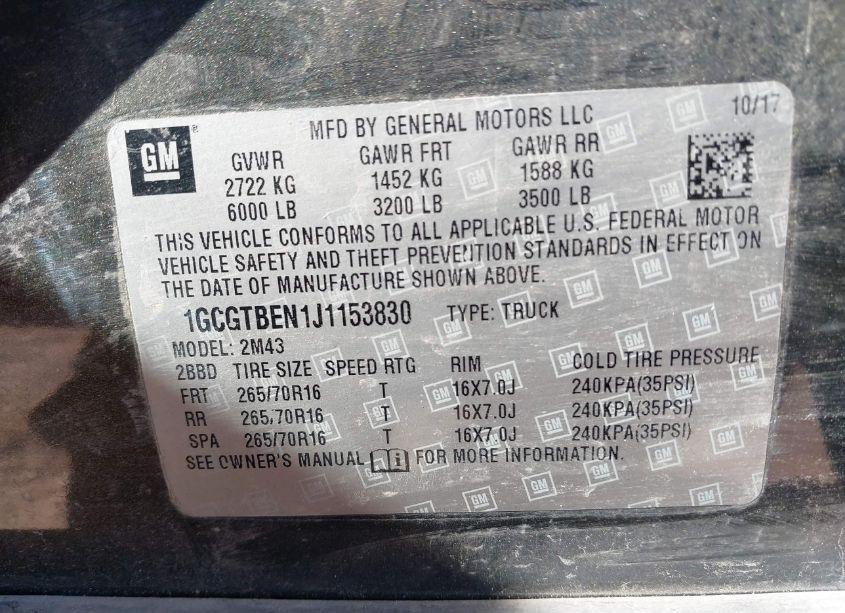 GM
MFD BY GENERAL MOTORS LLC
10/17
GVWR GAWR FRT GAWR RR
2722 KG 1452 KG 1588 KG
6000 LB 3200 LB 3500 LB
THIS VEHICLE CONFORMS TO ALL APPLICABLE U.S. FEDERAL MOTOR
VEHICLE SAFETY AND THEFT PREVENTION STANDARDS IN EFFECT ON
THE DATE OF MANUFACTURE SHOWN ABOVE.
1GCGTBEN1J1153830 TYPE: TRUCK
MODEL: 2M43
2BBD TIRE SIZE SPEED RTG RIM COLD TIRE PRESSURE
FRT 265/70R16 T 16X7.0J 240KPA(35PSI)
RR 265/70R16 T 16X7.0J 240KPA(35PSI)
SPA 265/70R16 T 16X7.0J 240KPA(35PSI)
SEE OWNER'S MANUAL FOR MORE INFORMATION.